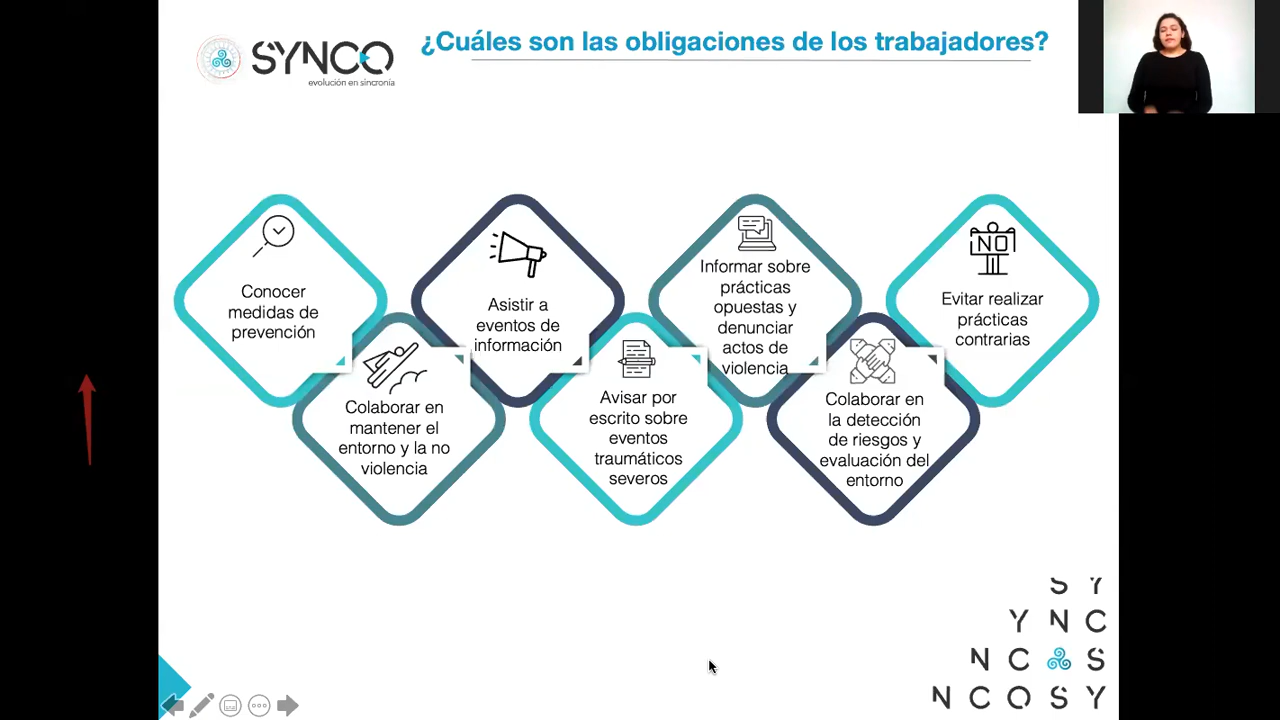 SYNCO
evolución en sincronía
¿Cuáles son las obligaciones de los trabajadores?
Conocer
medidas de
prevención
Colaborar en
mantener el
entorno y la no
violencia
Asistir a
eventos de
información
Avisar por
escrito sobre
eventos
traumáticos
severos
Informar sobre
prácticas
opuestas y
denunciar
actos de
violencia
Colaborar en
la detección
de riesgos y
evaluación del
entorno
NO
Evitar realizar
prácticas
contrarias
S Y
Y N C
N C S
N C O S Y